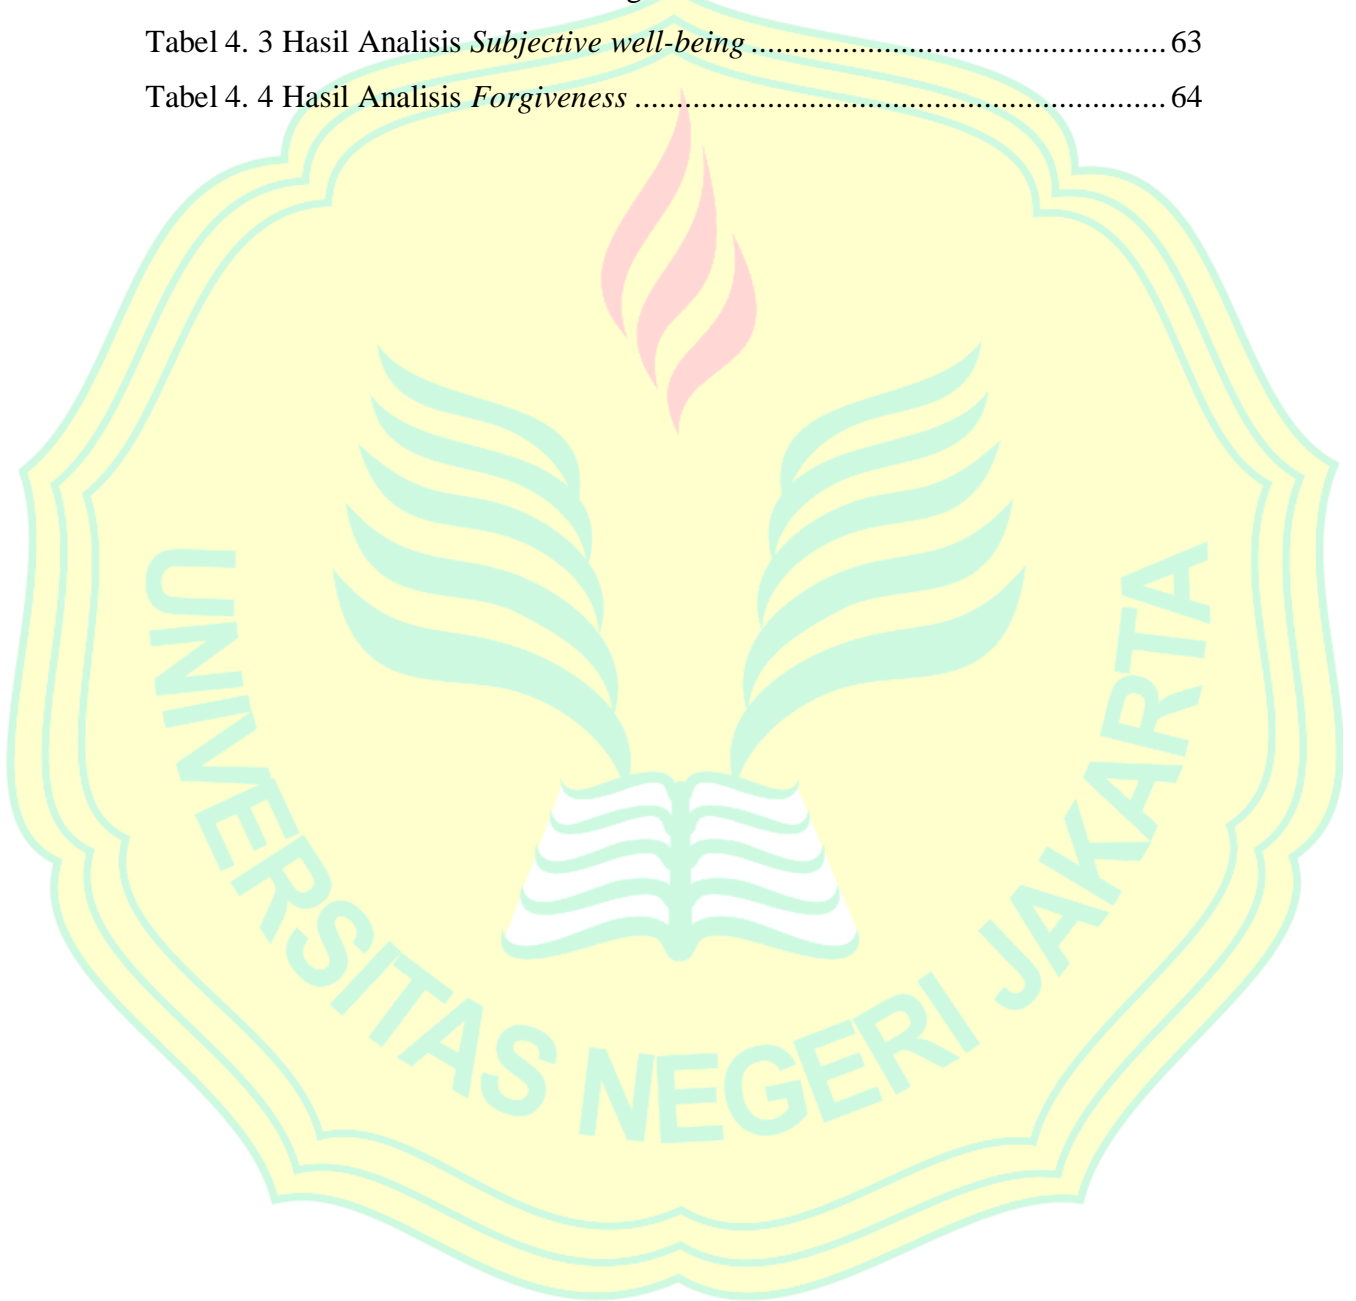 Tabel 4. 3 Hasil Analisis Subjective well-being .................................................. 63
Tabel 4. 4 Hasil Analisis Forgiveness ................................................................ 64
UNIVERSITAS NEGERI JAKARTA